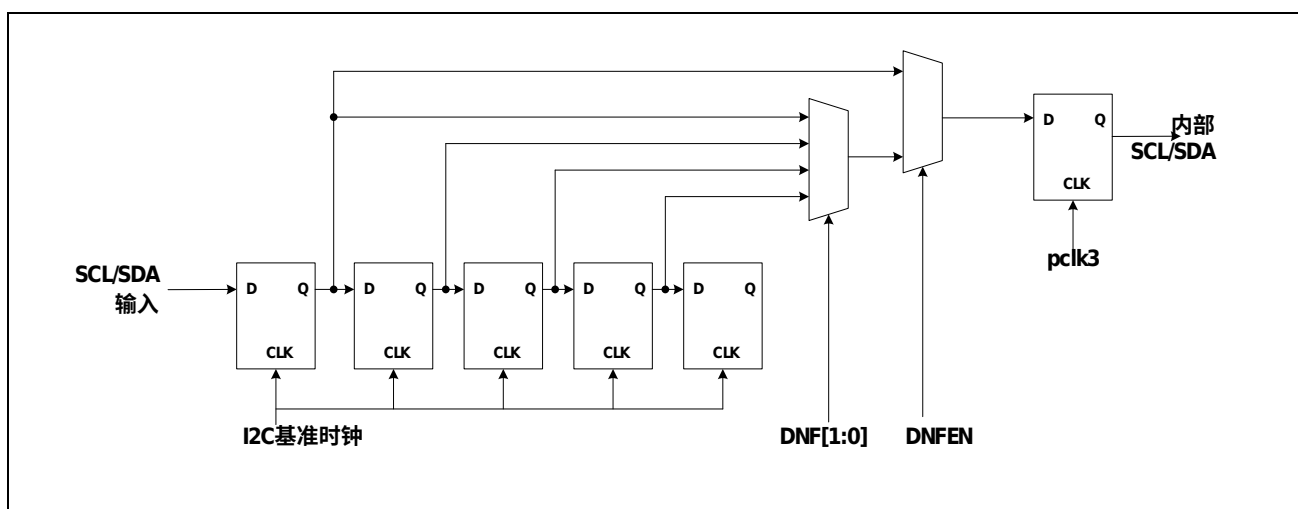 D
Q
CLK
内部
SCL/SDA
pclk3
SCL/SDA
输入
D
Q
CLK
D
Q
CLK
D
Q
CLK
D
Q
CLK
D
Q
CLK
I2C基准时钟
DNF[1:0]
DNFEN